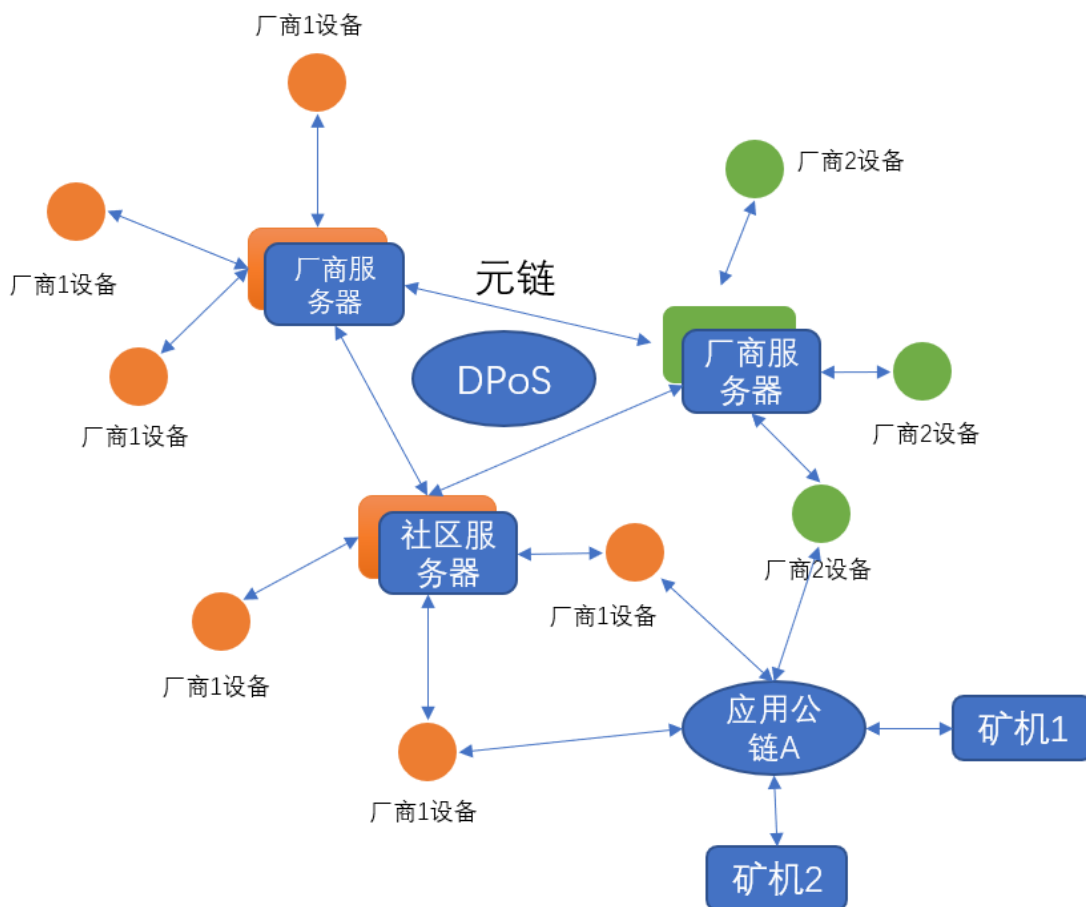 厂商1设备
厂商2设备
厂商1设备
厂商服
务器
元链
厂商服
务器
DPoS
厂商1设备
厂商2设备
社区服
务器
厂商2设备
厂商1设备
厂商1设备
应用公
链A
矿机1
厂商1设备
矿机2